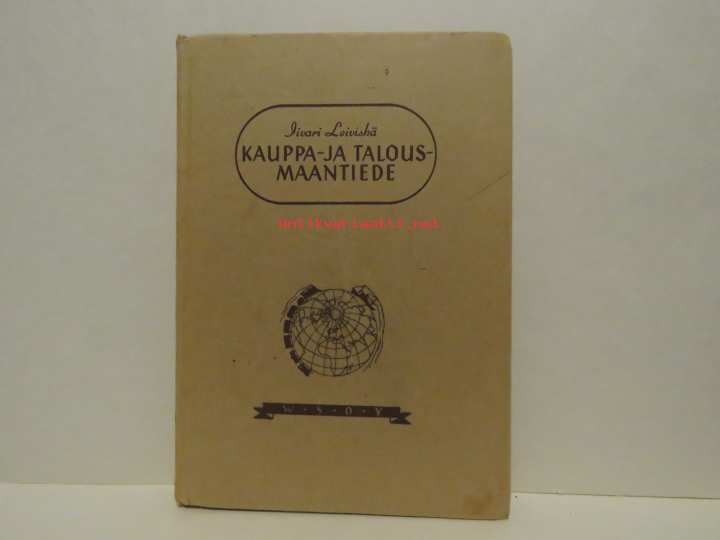 Iivari Leiviskä
KAUPPA-JA TALOUS-
MAANTIEDE
antikvariaatti.net
W·S·O·Y